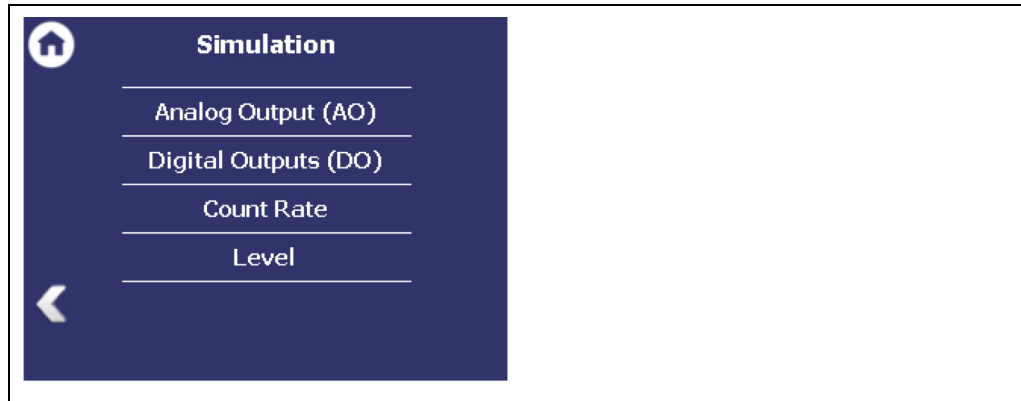 Simulation
Analog Output (AO)
Digital Outputs (DO)
Count Rate
Level